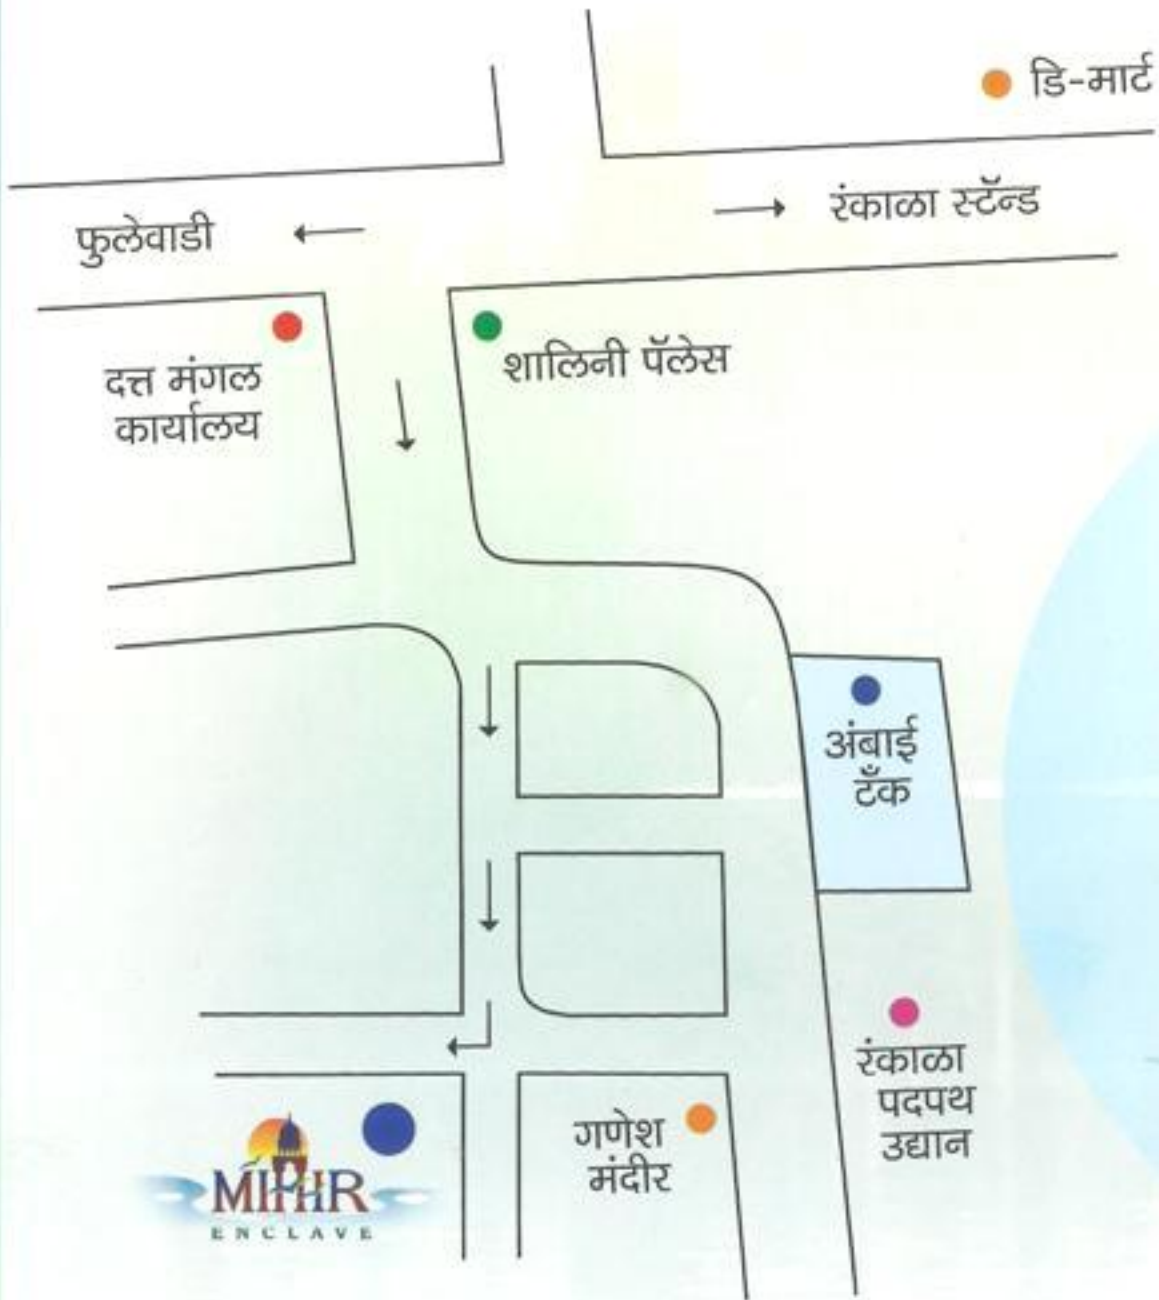 डि-मार्ट
रंकाळा स्टॅन्ड
फुलेवाडी
शालिनी पॅलेस
दत्त मंगल
कार्यालय
अंबाई
टँक
रंकाळा
पदपथ
उद्यान
गणेश
मंदीर
MIHIR
ENCLAVE